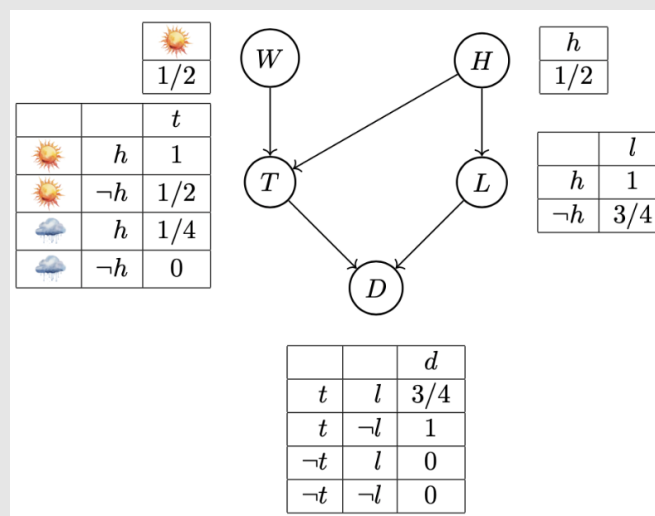 W
H
T
L
D
1/2
h
1/2
t
h 1
¬h 1/2
h 1/4
¬h 0
l
h 1
¬h 3/4
d
t l 3/4
t ¬l 1
¬t l 0
¬t ¬l 0